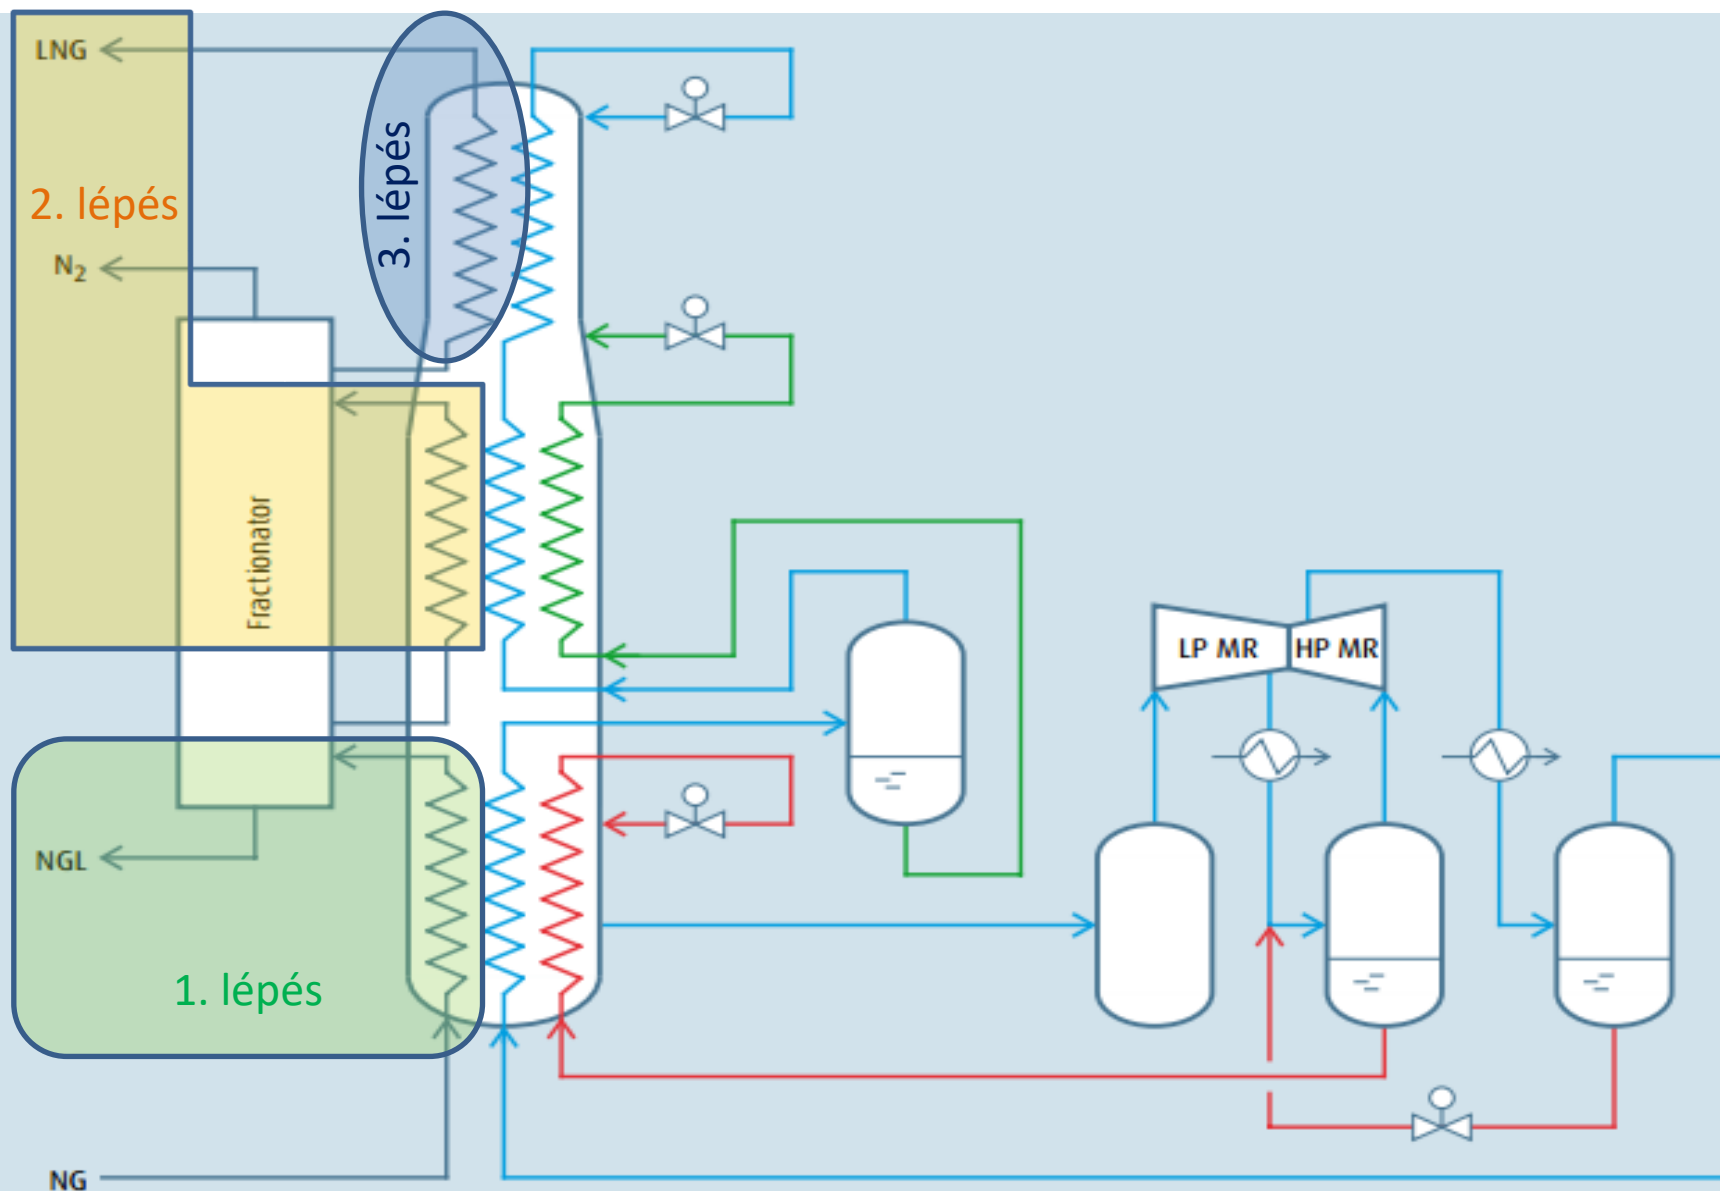 LNG
3. lépés
2. lépés
N₂
Fractionator
LP MR
HP MR
NGL
1. lépés
NG